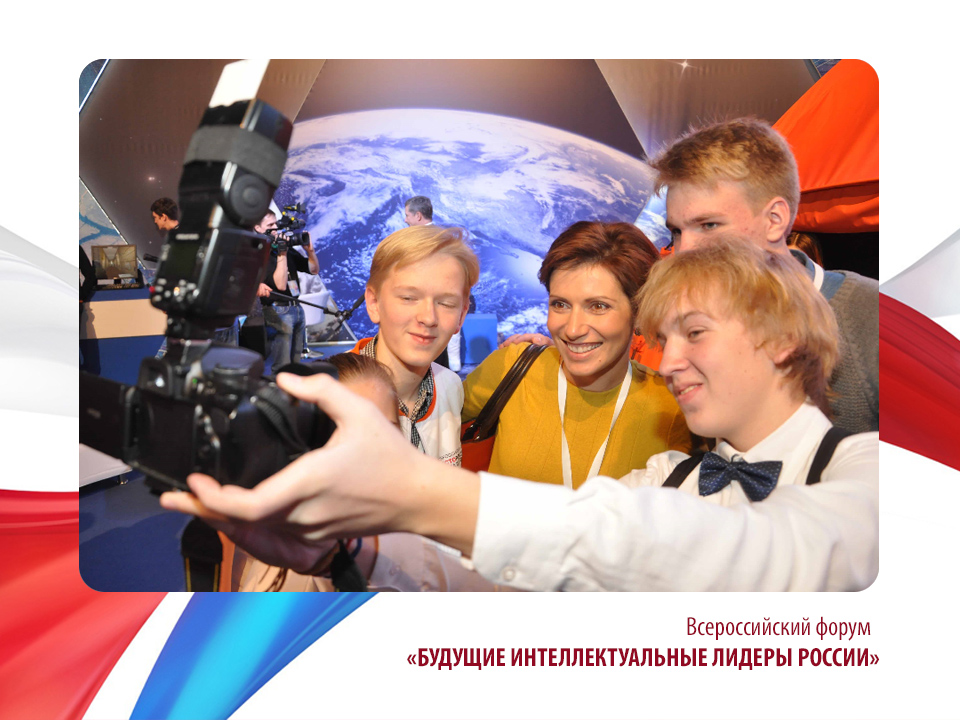 Всероссийский форум
«БУДУЩИЕ ИНТЕЛЛЕКТУАЛЬНЫЕ ЛИДЕРЫ РОССИИ»